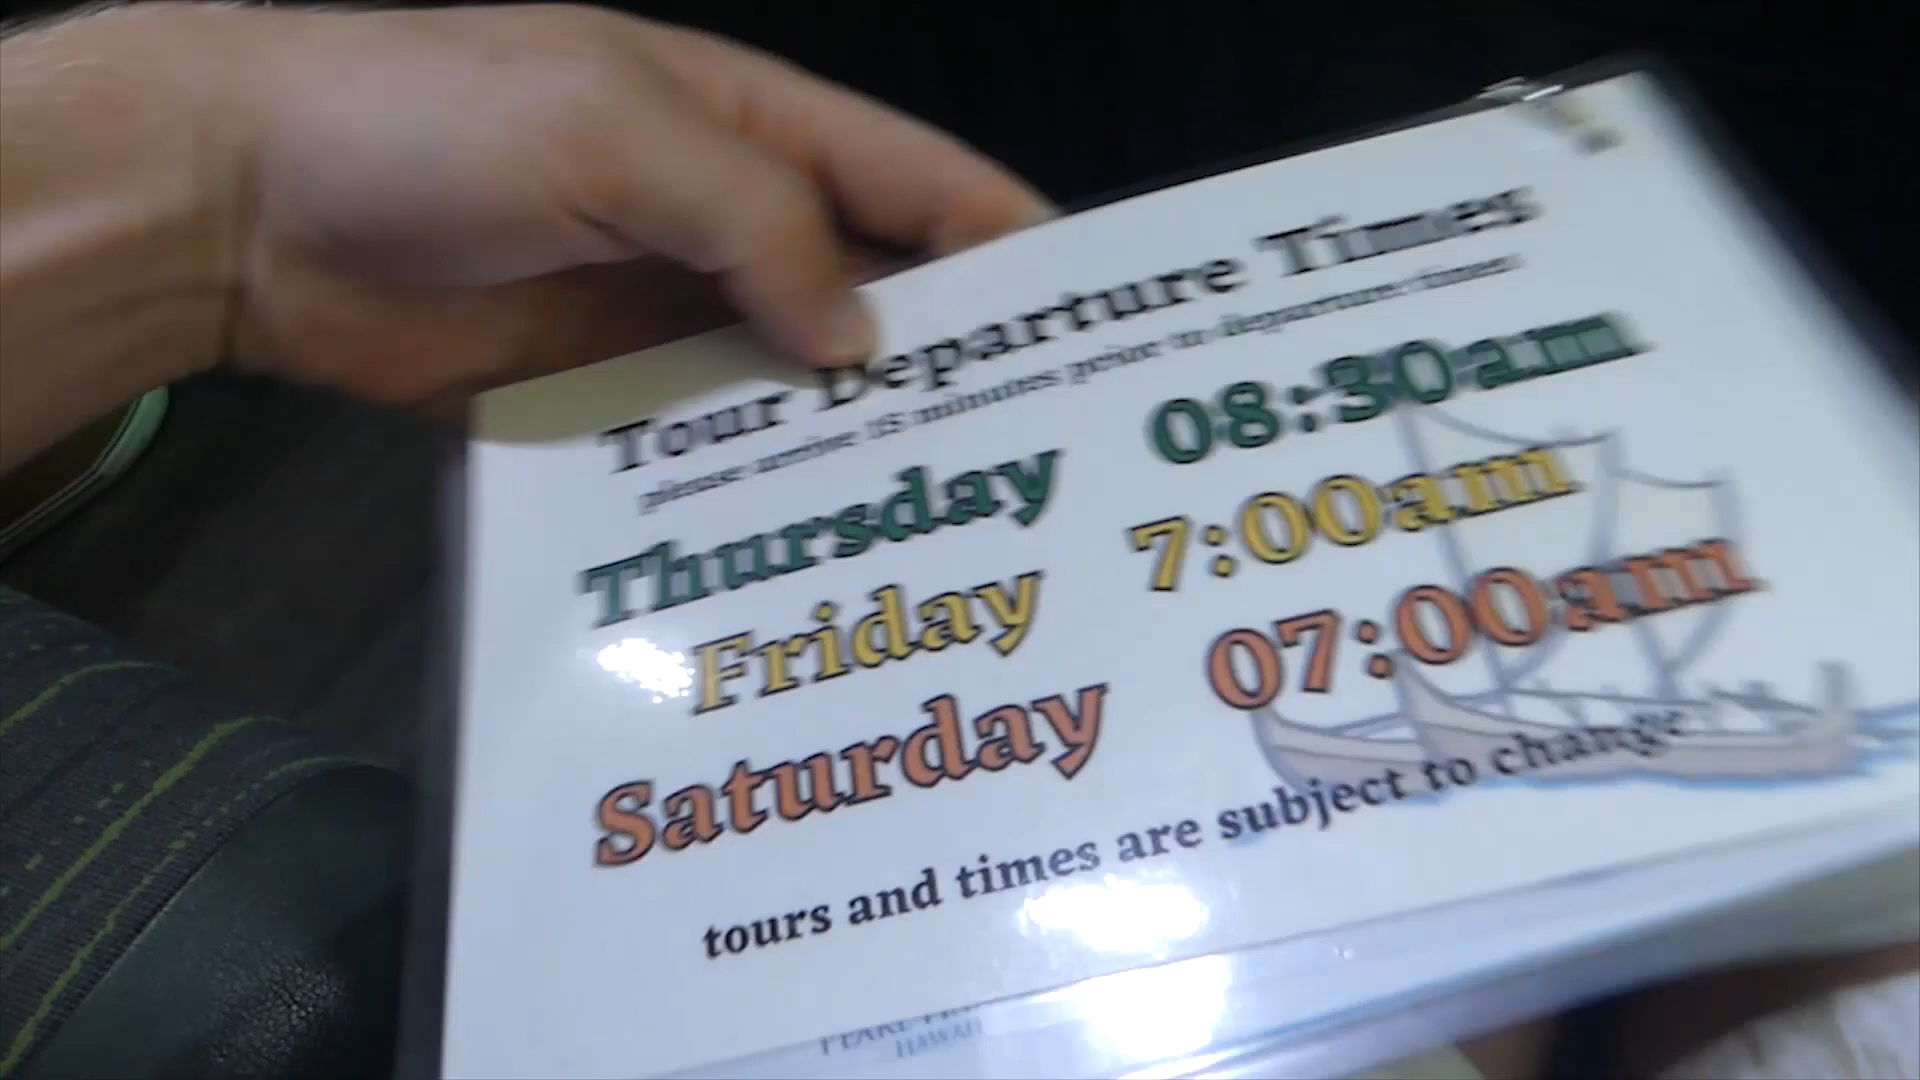 Tour Departure Times
please arrive 15 minutes prior to departure times
Thursday 08:30am
Friday 7:00am
Saturday 07:00am
tours and times are subject to change
HAWAII